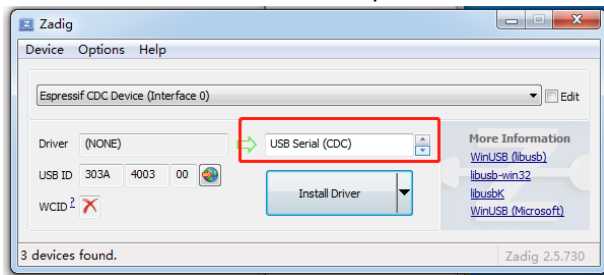 Zadig
Device Options Help
Espressif CDC Device (Interface 0)
Edit
Driver (NONE) USB Serial (CDC)
USB ID 303A 4003 00
WCID ?
Install Driver
More Information
WinUSB (libusb)
libusb-win32
libusbK
WinUSB (Microsoft)
3 devices found.
Zadig 2.5.730